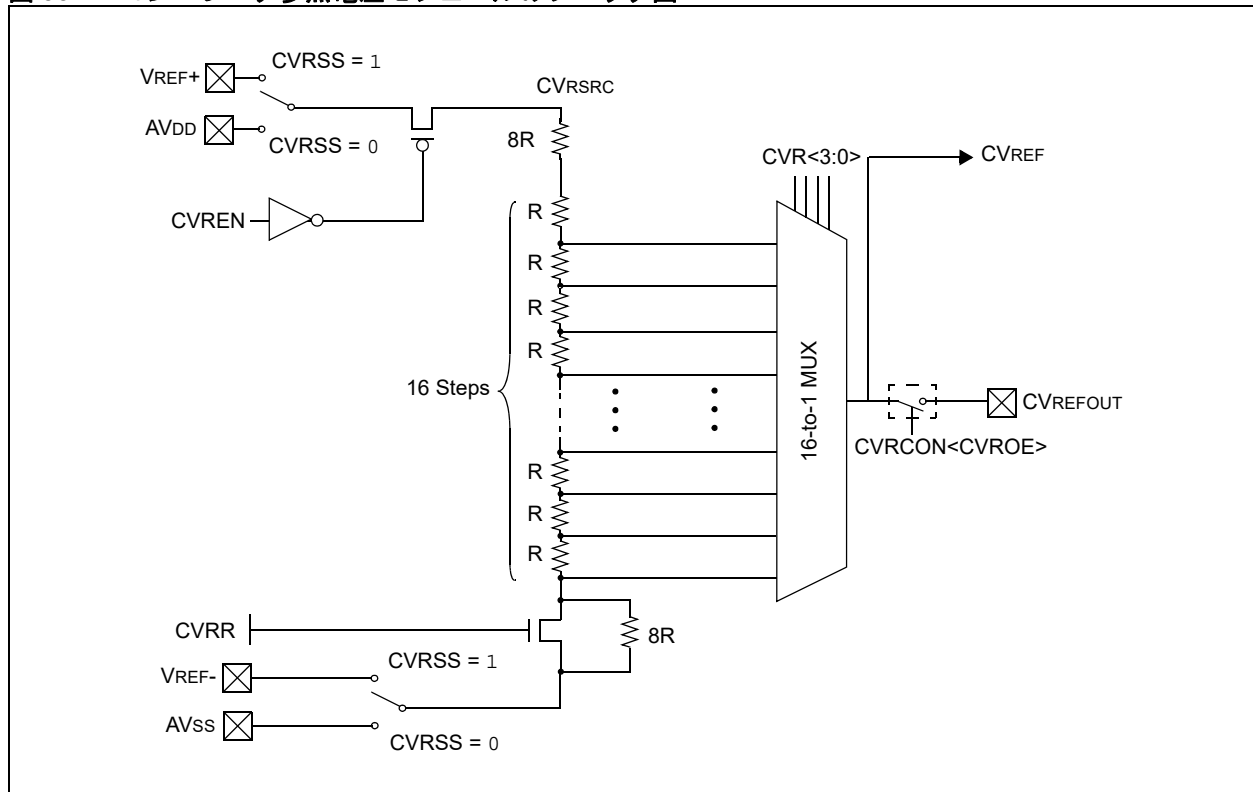 CVRSS = 1
VREF+
CVRSRC
AVDD
8R
CVRSS = 0
CVR<3:0>
CVREF
CVREN
R
R
R
R
16 Steps
16-to-1 MUX
CVREFOUT
CVRCON<CVROE>
R
R
R
CVRR
8R
CVRSS = 1
VREF-
AVSS
CVRSS = 0